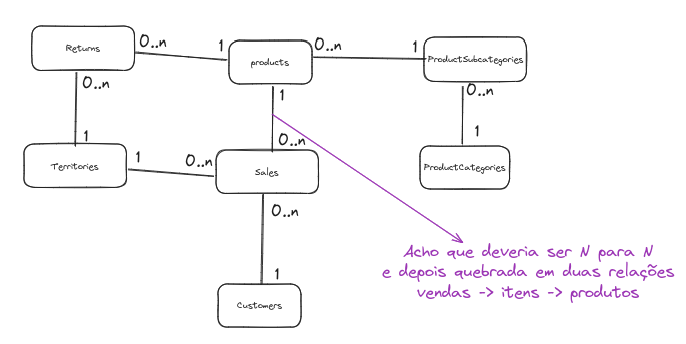 Returns
0..n
1
products
0..n
1
ProductSubcategories
0..n
1
0..n
1
1
ProductCategories
Territories
1
0..n
0..n
Sales
0..n
1
Customers
Acho que deveria ser N para N
e depois quebrada em duas relações
vendas -> itens -> produtos